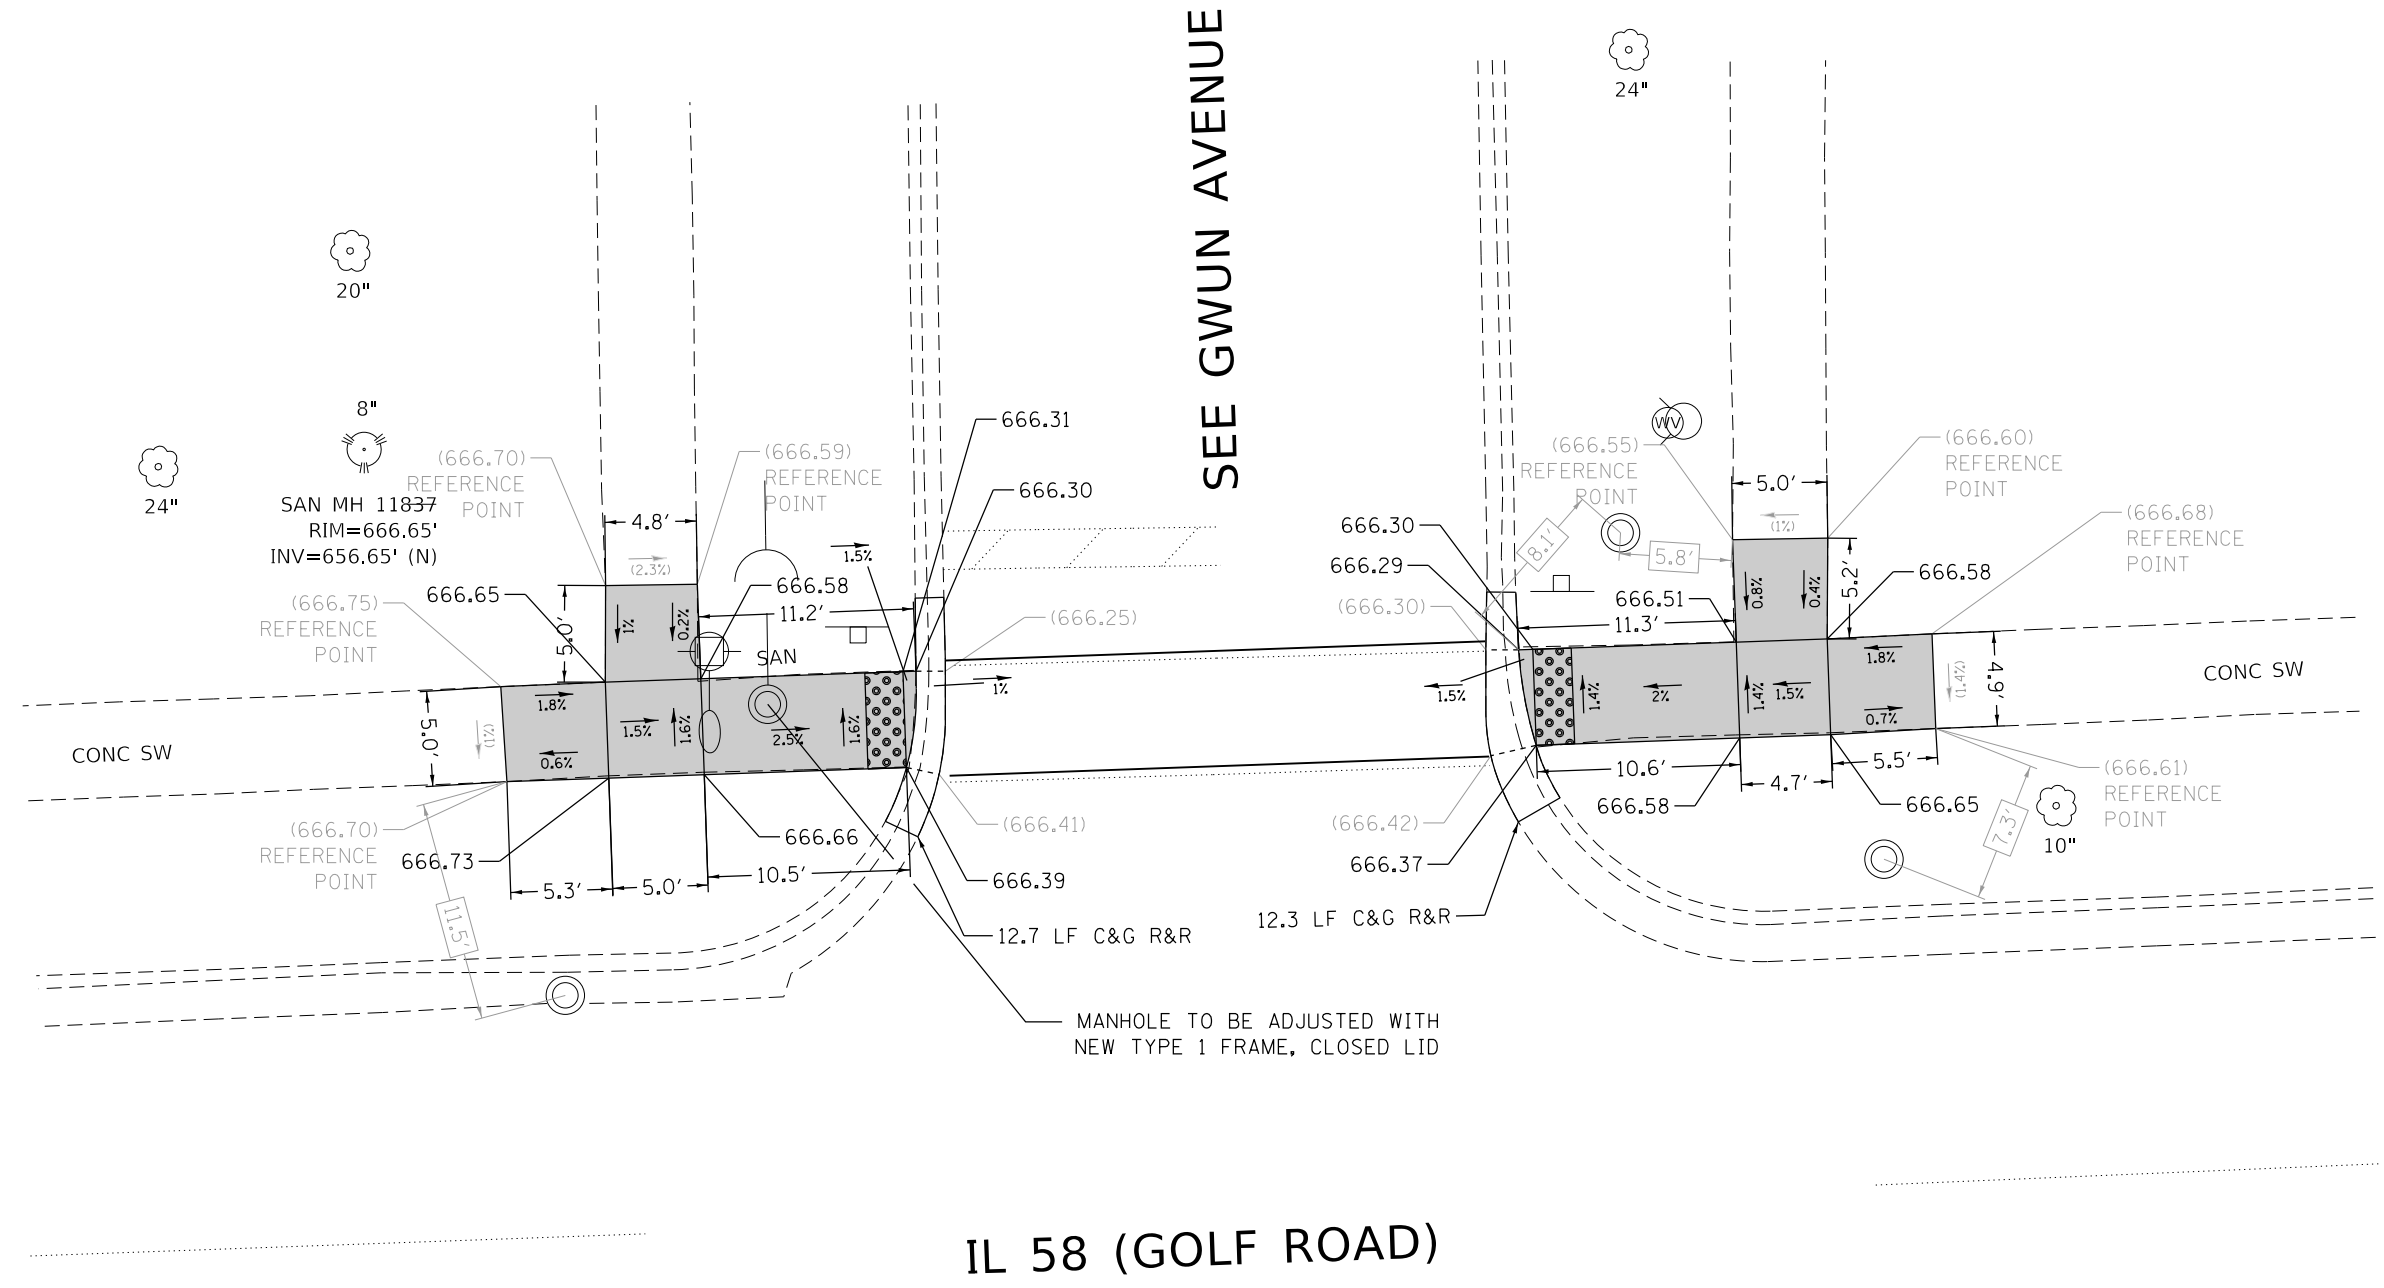 SEE GWUN AVENUE
24"
20"
8"
24"
SAN MH 11837
RIM=666.65'
INV=656.65' (N)
(666.70)
REFERENCE
POINT
(666.59)
REFERENCE
POINT
666.31
666.30
4.8'
(2.3%)
1.5%
666.65
666.58
11.2'
(666.75)
REFERENCE
POINT
5.0'
1%
0.2%
SAN
(666.25)
1%
CONC SW
5.0'
(1%)
1.8%
1.5%
1.6%
2.5%
1.6%
0.6%
(666.70)
REFERENCE
POINT
666.73
666.66
(666.41)
666.39
5.3'
5.0'
10.5'
11.5'
12.7 LF C&G R&R
MANHOLE TO BE ADJUSTED WITH
NEW TYPE 1 FRAME, CLOSED LID
(666.55)
REFERENCE
POINT
WV
(666.60)
REFERENCE
POINT
5.0'
(1%)
666.30
666.29
(666.30)
8.1'
5.8'
666.51
11.3'
0.8%
0.4%
5.2'
666.58
(666.68)
REFERENCE
POINT
1.5%
1.4%
2%
1.4%
1.5%
1.8%
0.7%
(1.4%)
4.9'
CONC SW
10.6'
4.7'
5.5'
(666.42)
666.37
666.58
666.65
(666.61)
REFERENCE
POINT
7.3'
10"
12.3 LF C&G R&R
IL 58 (GOLF ROAD)